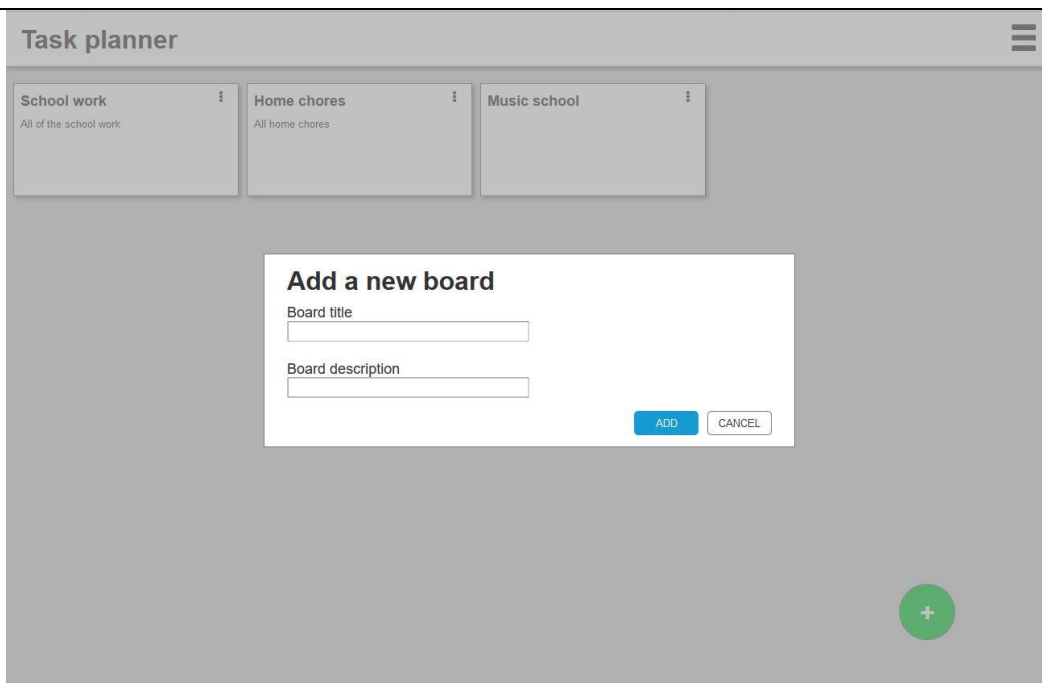 Task planner
School work
All of the school work
Home chores
All home chores
Music school
Add a new board
Board title
Board description
ADD
CANCEL
+